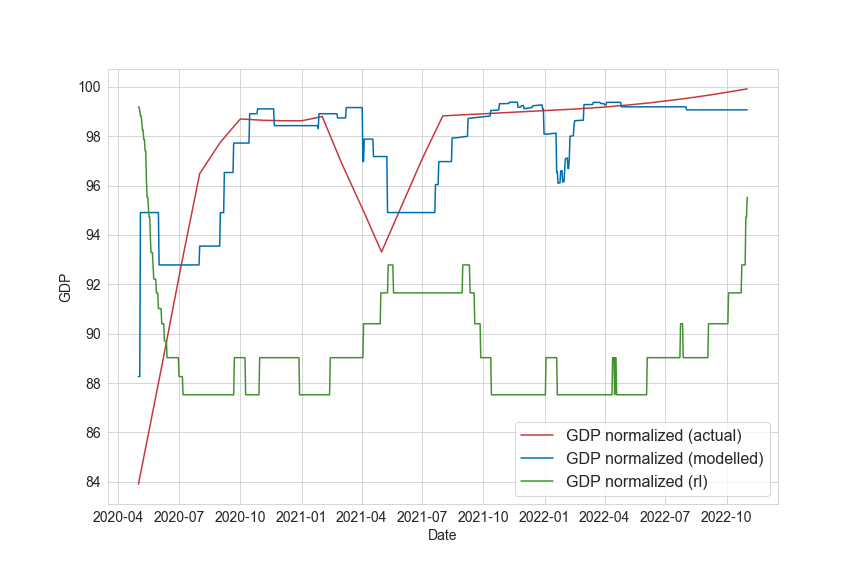 100
98
96
94
92
90
88
86
84
GDP
2020-04 2020-07 2020-10 2021-01 2021-04 2021-07 2021-10 2022-01 2022-04 2022-07 2022-10
Date
GDP normalized (actual)
GDP normalized (modelled)
GDP normalized (rl)